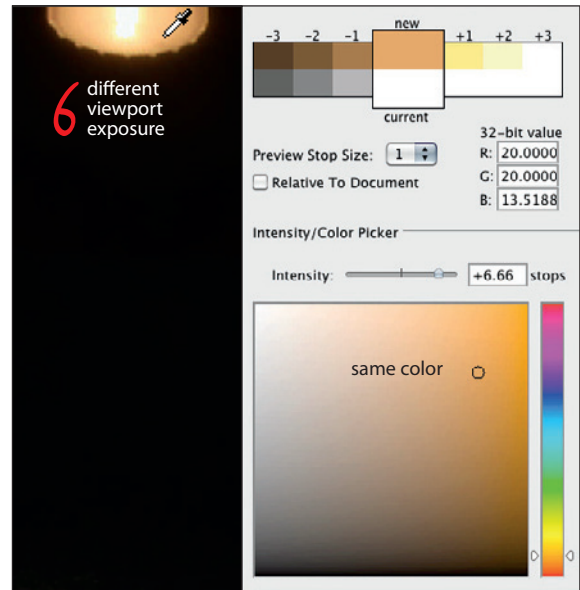 6 different
viewport
exposure
new
-3 -2 -1 +1 +2 +3
current
32-bit value
Preview Stop Size: 1
R: 20.0000
Relative To Document
G: 20.0000
B: 13.5188
Intensity/Color Picker
Intensity: +6.66 stops
same color